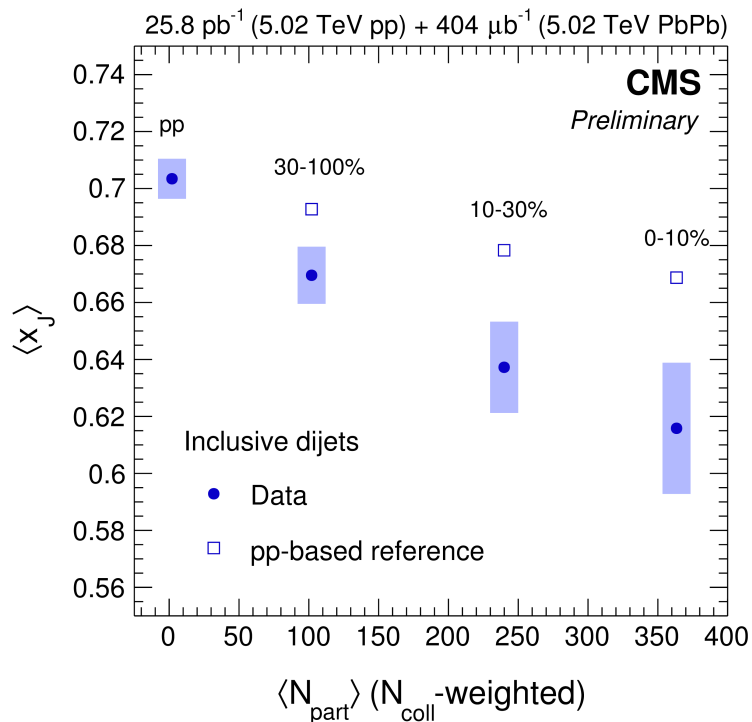 25.8 pb⁻¹ (5.02 TeV pp) + 404 μb⁻¹ (5.02 TeV PbPb)
CMS
Preliminary
pp
30-100%
10-30%
0-10%
0.74
0.72
0.7
0.68
0.66
0.64
0.62
0.6
0.58
0.56
⟨x_J⟩
Inclusive dijets
Data
pp-based reference
0 50 100 150 200 250 300 350 400
⟨N_part⟩ (N_coll-weighted)